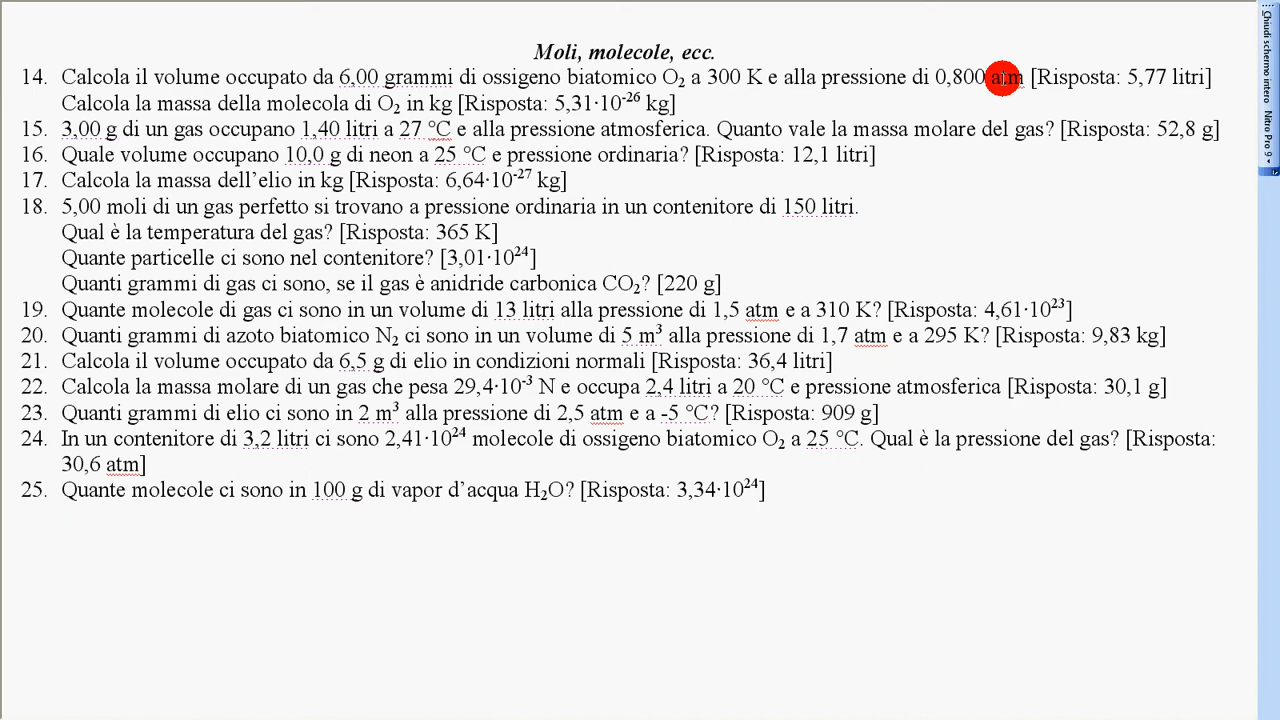 Moli, molecole, ecc.
14. Calcola il volume occupato da 6,00 grammi di ossigeno biatomico O₂ a 300 K e alla pressione di 0,800 atm [Risposta: 5,77 litri]
Calcola la massa della molecola di O₂ in kg [Risposta: 5,31·10⁻²⁶ kg]
15. 3,00 g di un gas occupano 1,40 litri a 27 °C e alla pressione atmosferica. Quanto vale la massa molare del gas? [Risposta: 52,8 g]
16. Quale volume occupano 10,0 g di neon a 25 °C e pressione ordinaria? [Risposta: 12,1 litri]
17. Calcola la massa dell’elio in kg [Risposta: 6,64·10⁻²⁷ kg]
18. 5,00 moli di un gas perfetto si trovano a pressione ordinaria in un contenitore di 150 litri.
Qual è la temperatura del gas? [Risposta: 365 K]
Quante particelle ci sono nel contenitore? [3,01·10²⁴]
Quanti grammi di gas ci sono, se il gas è anidride carbonica CO₂? [220 g]
19. Quante molecole di gas ci sono in un volume di 13 litri alla pressione di 1,5 atm e a 310 K? [Risposta: 4,61·10²³]
20. Quanti grammi di azoto biatomico N₂ ci sono in un volume di 5 m³ alla pressione di 1,7 atm e a 295 K? [Risposta: 9,83 kg]
21. Calcola il volume occupato da 6,5 g di elio in condizioni normali [Risposta: 36,4 litri]
22. Calcola la massa molare di un gas che pesa 29,4·10⁻³ N e occupa 2,4 litri a 20 °C e pressione atmosferica [Risposta: 30,1 g]
23. Quanti grammi di elio ci sono in 2 m³ alla pressione di 2,5 atm e a -5 °C? [Risposta: 909 g]
24. In un contenitore di 3,2 litri ci sono 2,41·10²⁴ molecole di ossigeno biatomico O₂ a 25 °C. Qual è la pressione del gas? [Risposta:
30,6 atm]
25. Quante molecole ci sono in 100 g di vapor d’acqua H₂O? [Risposta: 3,34·10²⁴]
Chiudi schermo intero
Nitro Pro 9